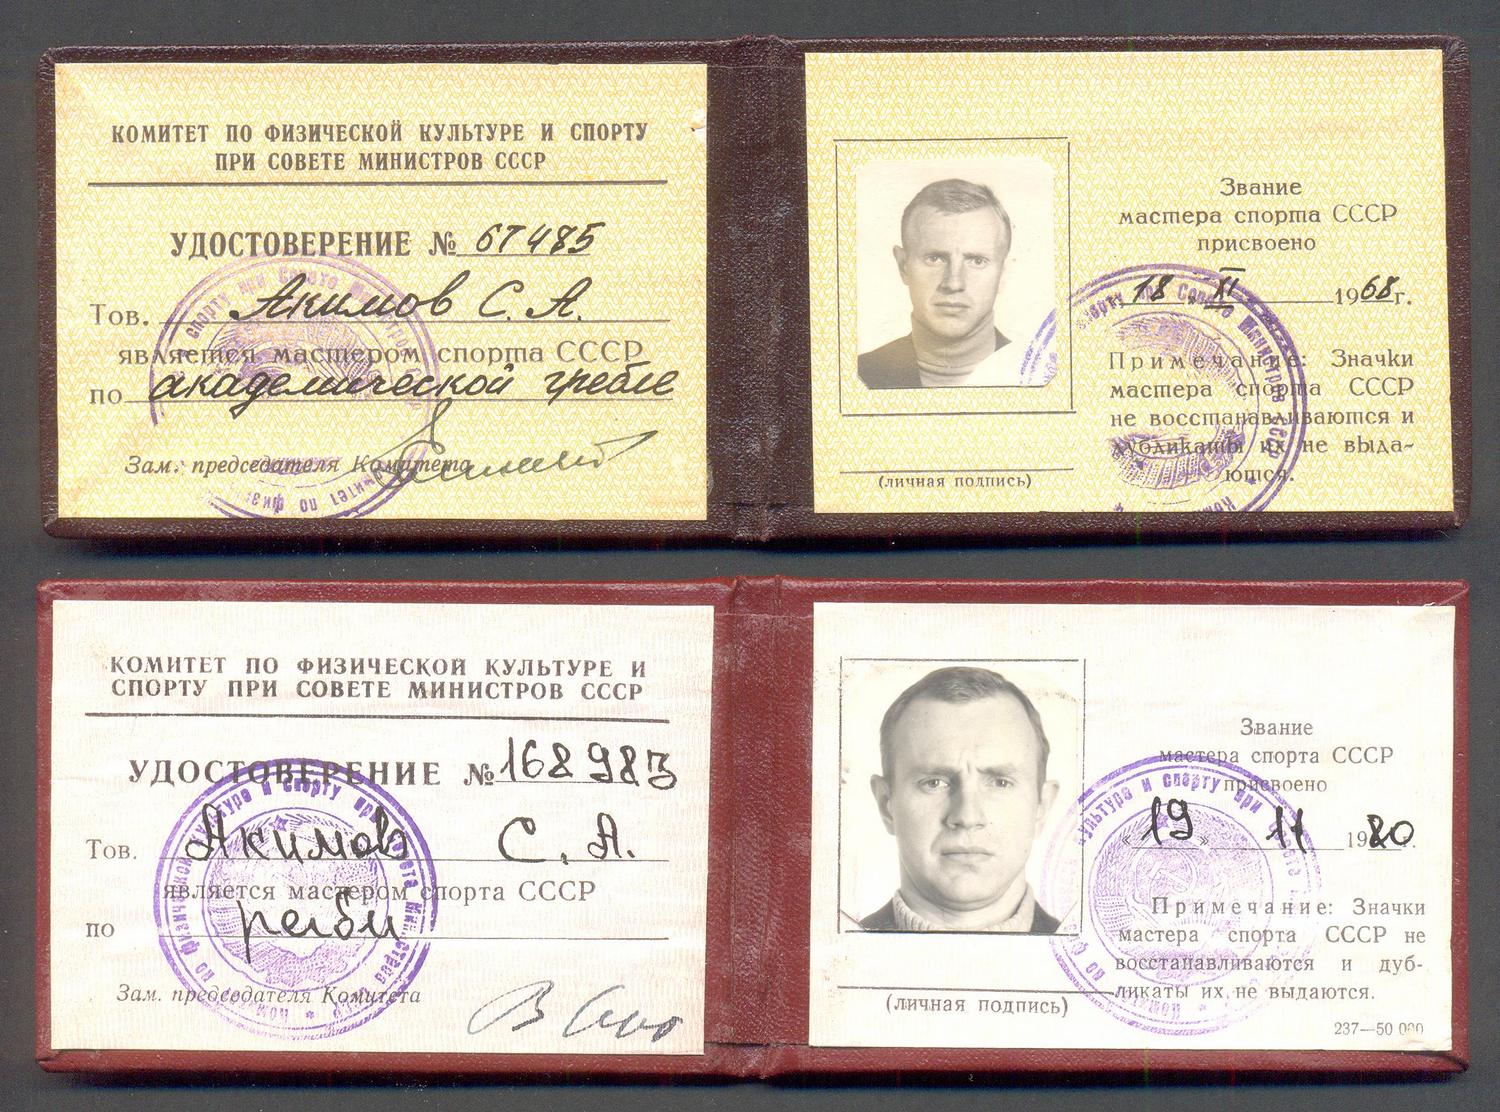 КОМИТЕТ ПО ФИЗИЧЕСКОЙ КУЛЬТУРЕ И СПОРТУ
ПРИ СОВЕТЕ МИНИСТРОВ СССР
УДОСТОВЕРЕНИЕ № 67485
Тов. Акимов С. А.
является мастером спорта СССР
по академической гребле
Зам. председателя Комитета
Звание
мастера спорта СССР
присвоено
18 XI 1968 г.
Примечание: Значки
мастера спорта СССР
не восстанавливаются и
дубликаты их не выда-
ются.
(личная подпись)
КОМИТЕТ ПО ФИЗИЧЕСКОЙ КУЛЬТУРЕ И
СПОРТУ ПРИ СОВЕТЕ МИНИСТРОВ СССР
УДОСТОВЕРЕНИЕ № 168983
Тов. Акимов С. А.
является мастером спорта СССР
по регби
Зам. председателя Комитета
Звание
мастера спорта СССР
присвоено
«19» 11 1980 г.
Примечание: Значки
мастера спорта СССР не
восстанавливаются и дуб-
ликаты их не выдаются.
(личная подпись)
237—50 000